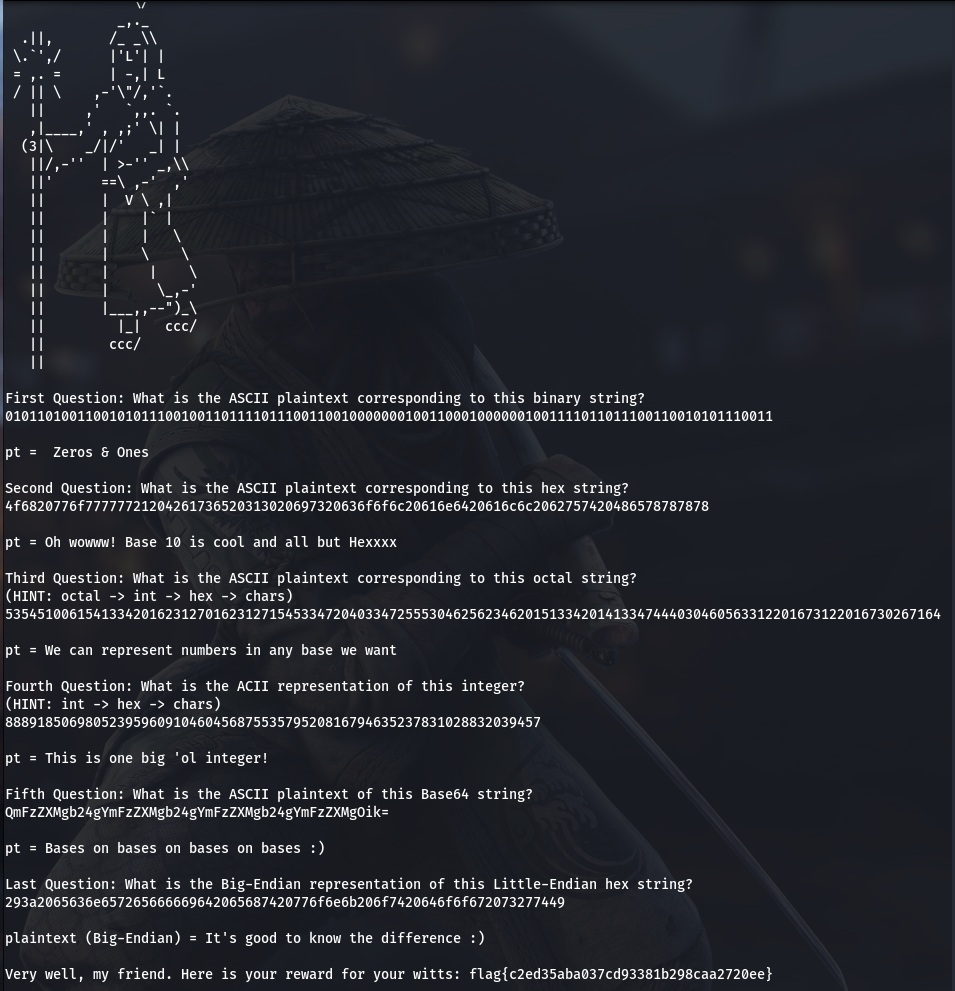 First Question: What is the ASCII plaintext corresponding to this binary string?
010110100110010101110010011011110111001100100000001001100010000001001111011011100110010101110011
pt =  Zeros & Ones
Second Question: What is the ASCII plaintext corresponding to this hex string?
4f6820776f7777772120426173652031302069732063 6f6f6c20616e6420616c6c2062757420486578787878
pt = Oh wowww! Base 10 is cool and all but Hexxxx
Third Question: What is the ASCII plaintext corresponding to this octal string?
(HINT: octal -> int -> hex -> chars)
pt = We can represent numbers in any base we want
Fourth Question: What is the ACII representation of this integer?
(HINT: int -> hex -> chars)
8889185069805239596091046045687553579520816794635237831028832039457
pt = This is one big 'ol integer!
Fifth Question: What is the ASCII plaintext of this Base64 string?
QmFzZXMgb24gYmFzZXMgb24gYmFzZXMgb24gYmFzZXMgOik=
pt = Bases on bases on bases on bases :)
Last Question: What is the Big-Endian representation of this Little-Endian hex string?
293a2065636e657265666669642065687420776f6e6b206f7420646f6f672073277449
plaintext (Big-Endian) = It's good to know the difference :)
Very well, my friend. Here is your reward for your witts: flag{c2ed35aba037cd93381b298caa2720ee}